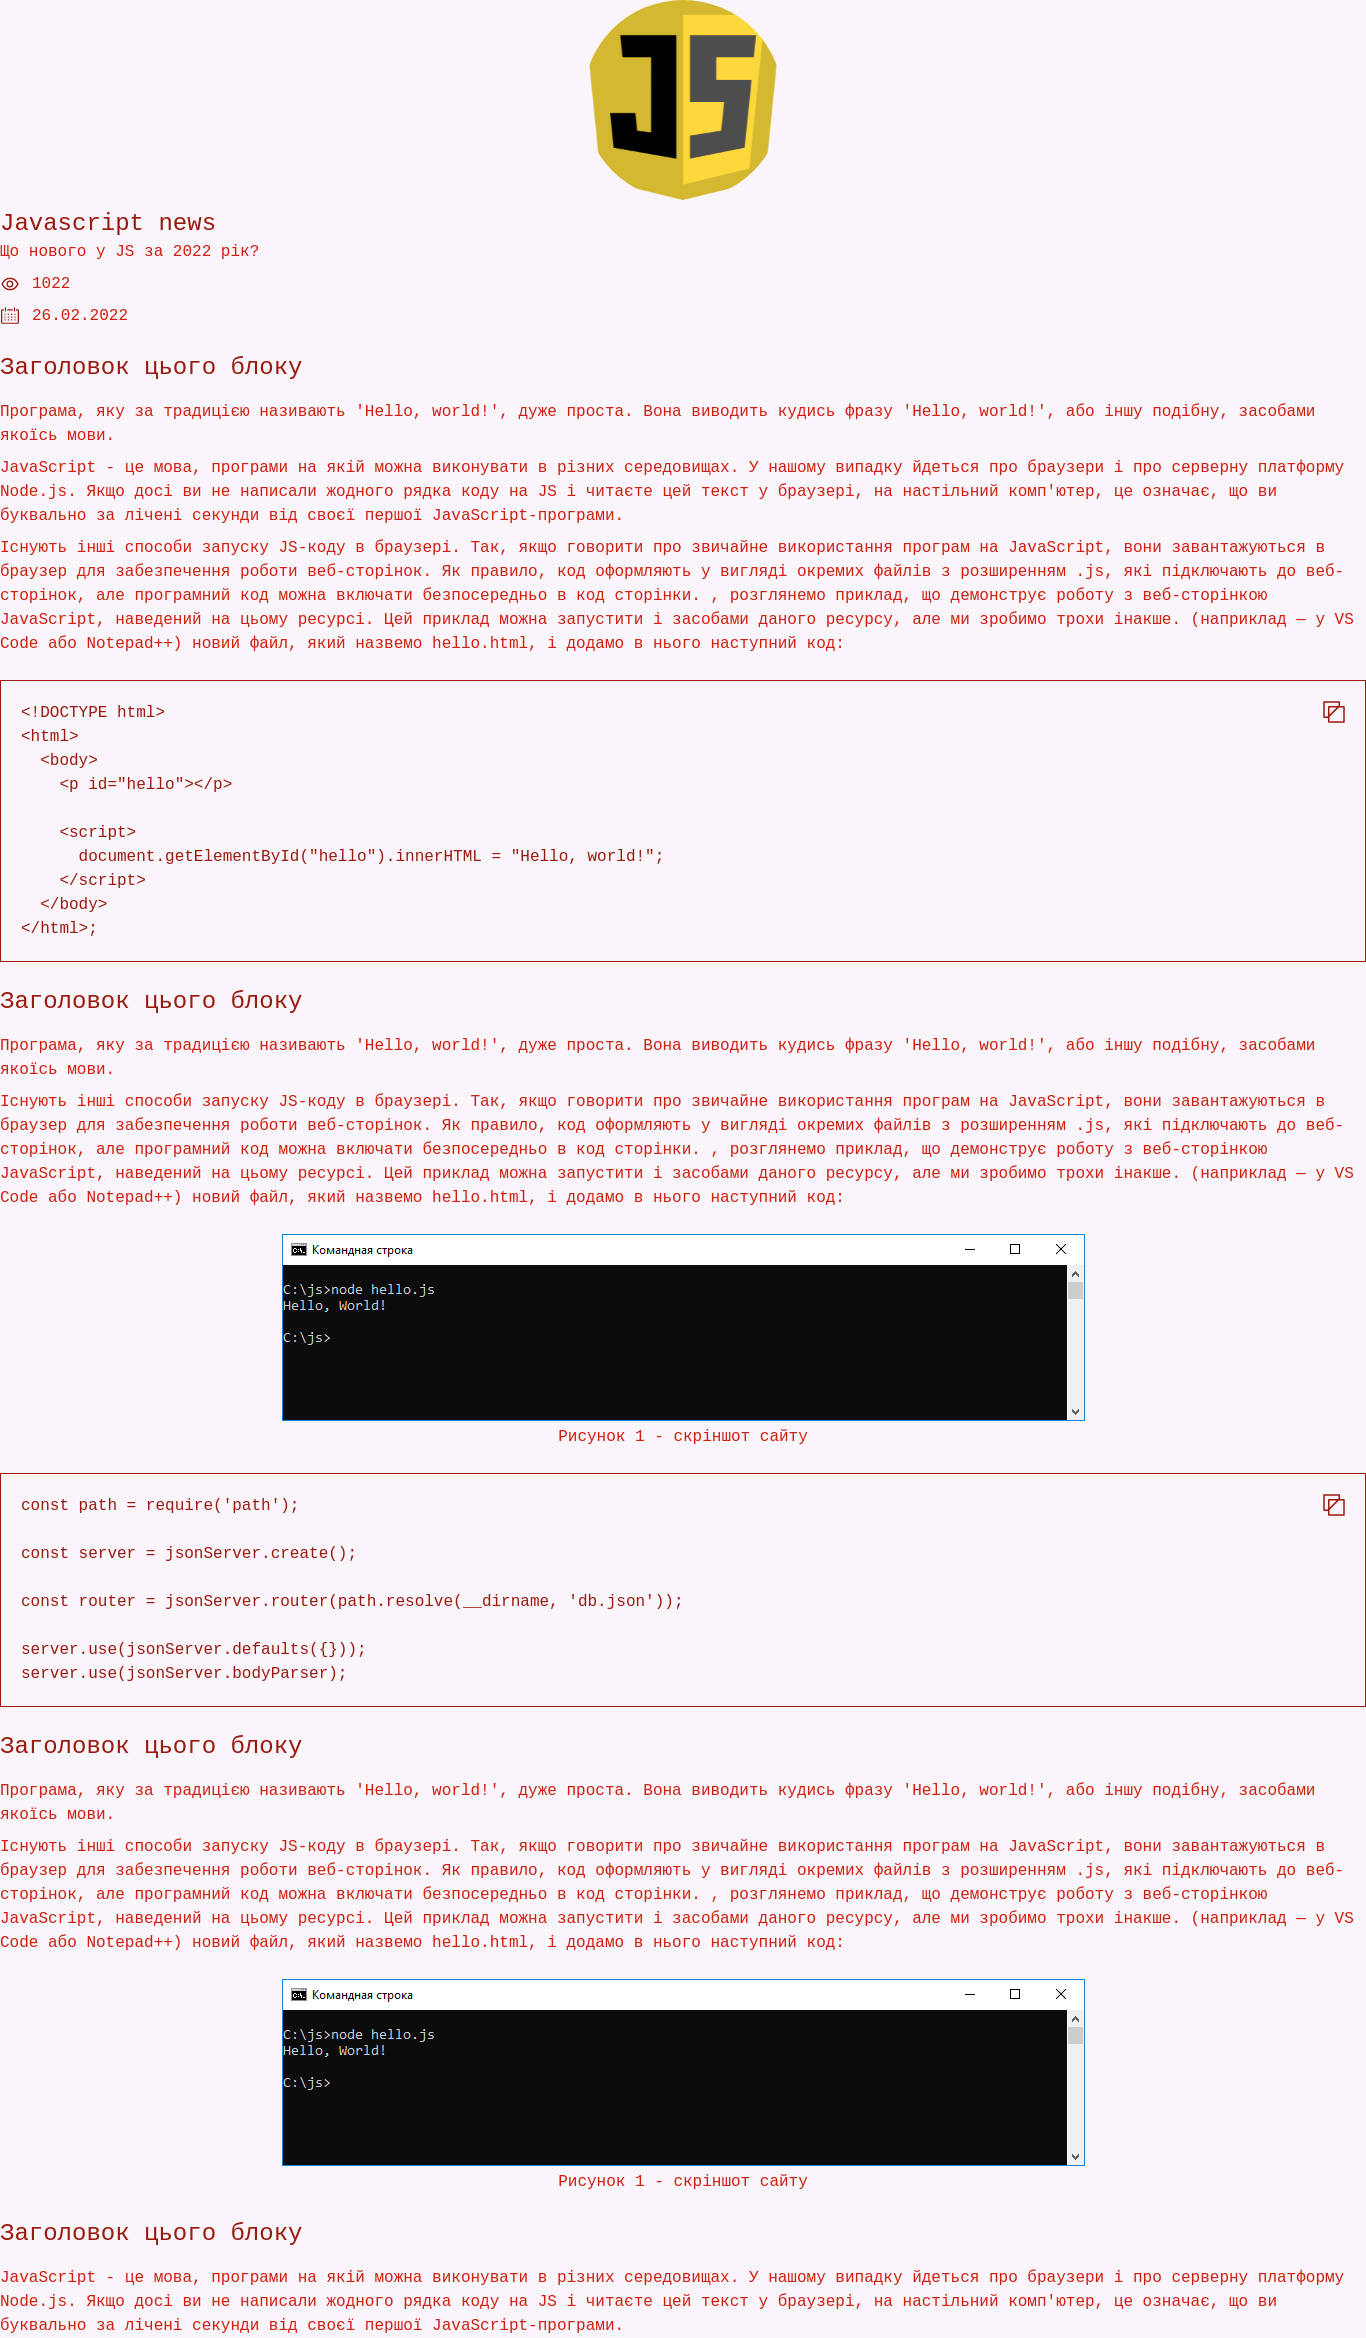 JS
Javascript news
Що нового у JS за 2022 рік?
1022
26.02.2022
Заголовок цього блоку
Програма, яку за традицією називають 'Hello, world!', дуже проста. Вона виводить кудись фразу 'Hello, world!', або іншу подібну, засобами
якоїсь мови.
JavaScript - це мова, програми на якій можна виконувати в різних середовищах. У нашому випадку йдеться про браузери і про серверну платформу
Node.js. Якщо досі ви не написали жодного рядка коду на JS і читаєте цей текст у браузері, на настільний комп'ютер, це означає, що ви
буквально за лічені секунди від своєї першої JavaScript-програми.
Існують інші способи запуску JS-коду в браузері. Так, якщо говорити про звичайне використання програм на JavaScript, вони завантажуються в
браузер для забезпечення роботи веб-сторінок. Як правило, код оформляють у вигляді окремих файлів з розширенням .js, які підключають до веб-
сторінок, але програмний код можна включати безпосередньо в код сторінки. , розглянемо приклад, що демонструє роботу з веб-сторінкою
JavaScript, наведений на цьому ресурсі. Цей приклад можна запустити і засобами даного ресурсу, але ми зробимо трохи інакше. (наприклад — у VS
Code або Notepad++) новий файл, який назвемо hello.html, і додамо в нього наступний код:
<!DOCTYPE html>
<html>
  <body>
    <p id="hello"></p>

    <script>
      document.getElementById("hello").innerHTML = "Hello, world!";
    </script>
  </body>
</html>;
Заголовок цього блоку
Програма, яку за традицією називають 'Hello, world!', дуже проста. Вона виводить кудись фразу 'Hello, world!', або іншу подібну, засобами
якоїсь мови.
Існують інші способи запуску JS-коду в браузері. Так, якщо говорити про звичайне використання програм на JavaScript, вони завантажуються в
браузер для забезпечення роботи веб-сторінок. Як правило, код оформляють у вигляді окремих файлів з розширенням .js, які підключають до веб-
сторінок, але програмний код можна включати безпосередньо в код сторінки. , розглянемо приклад, що демонструє роботу з веб-сторінкою
JavaScript, наведений на цьому ресурсі. Цей приклад можна запустити і засобами даного ресурсу, але ми зробимо трохи інакше. (наприклад — у VS
Code або Notepad++) новий файл, який назвемо hello.html, і додамо в нього наступний код:
Командная строка
C:\js>node hello.js
Hello, World!
C:\js>
Рисунок 1 - скріншот сайту
const path = require('path');

const server = jsonServer.create();

const router = jsonServer.router(path.resolve(__dirname, 'db.json'));

server.use(jsonServer.defaults({}));
server.use(jsonServer.bodyParser);
Заголовок цього блоку
Програма, яку за традицією називають 'Hello, world!', дуже проста. Вона виводить кудись фразу 'Hello, world!', або іншу подібну, засобами
якоїсь мови.
Існують інші способи запуску JS-коду в браузері. Так, якщо говорити про звичайне використання програм на JavaScript, вони завантажуються в
браузер для забезпечення роботи веб-сторінок. Як правило, код оформляють у вигляді окремих файлів з розширенням .js, які підключають до веб-
сторінок, але програмний код можна включати безпосередньо в код сторінки. , розглянемо приклад, що демонструє роботу з веб-сторінкою
JavaScript, наведений на цьому ресурсі. Цей приклад можна запустити і засобами даного ресурсу, але ми зробимо трохи інакше. (наприклад — у VS
Code або Notepad++) новий файл, який назвемо hello.html, і додамо в нього наступний код:
Командная строка
C:\js>node hello.js
Hello, World!
C:\js>
Рисунок 1 - скріншот сайту
Заголовок цього блоку
JavaScript - це мова, програми на якій можна виконувати в різних середовищах. У нашому випадку йдеться про браузери і про серверну платформу
Node.js. Якщо досі ви не написали жодного рядка коду на JS і читаєте цей текст у браузері, на настільний комп'ютер, це означає, що ви
буквально за лічені секунди від своєї першої JavaScript-програми.